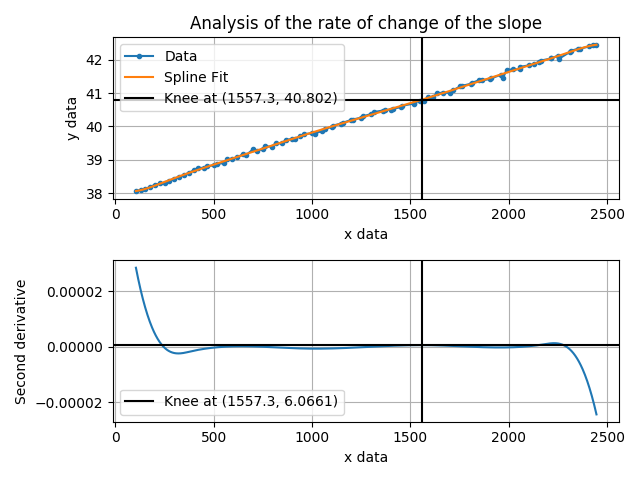 Analysis of the rate of change of the slope
42
41
40
39
38
y data
Data
Spline Fit
Knee at (1557.3, 40.802)
0
500
1000
1500
2000
2500
x data
0.00002
0.00000
−0.00002
Second derivative
Knee at (1557.3, 6.0661)
0
500
1000
1500
2000
2500
x data